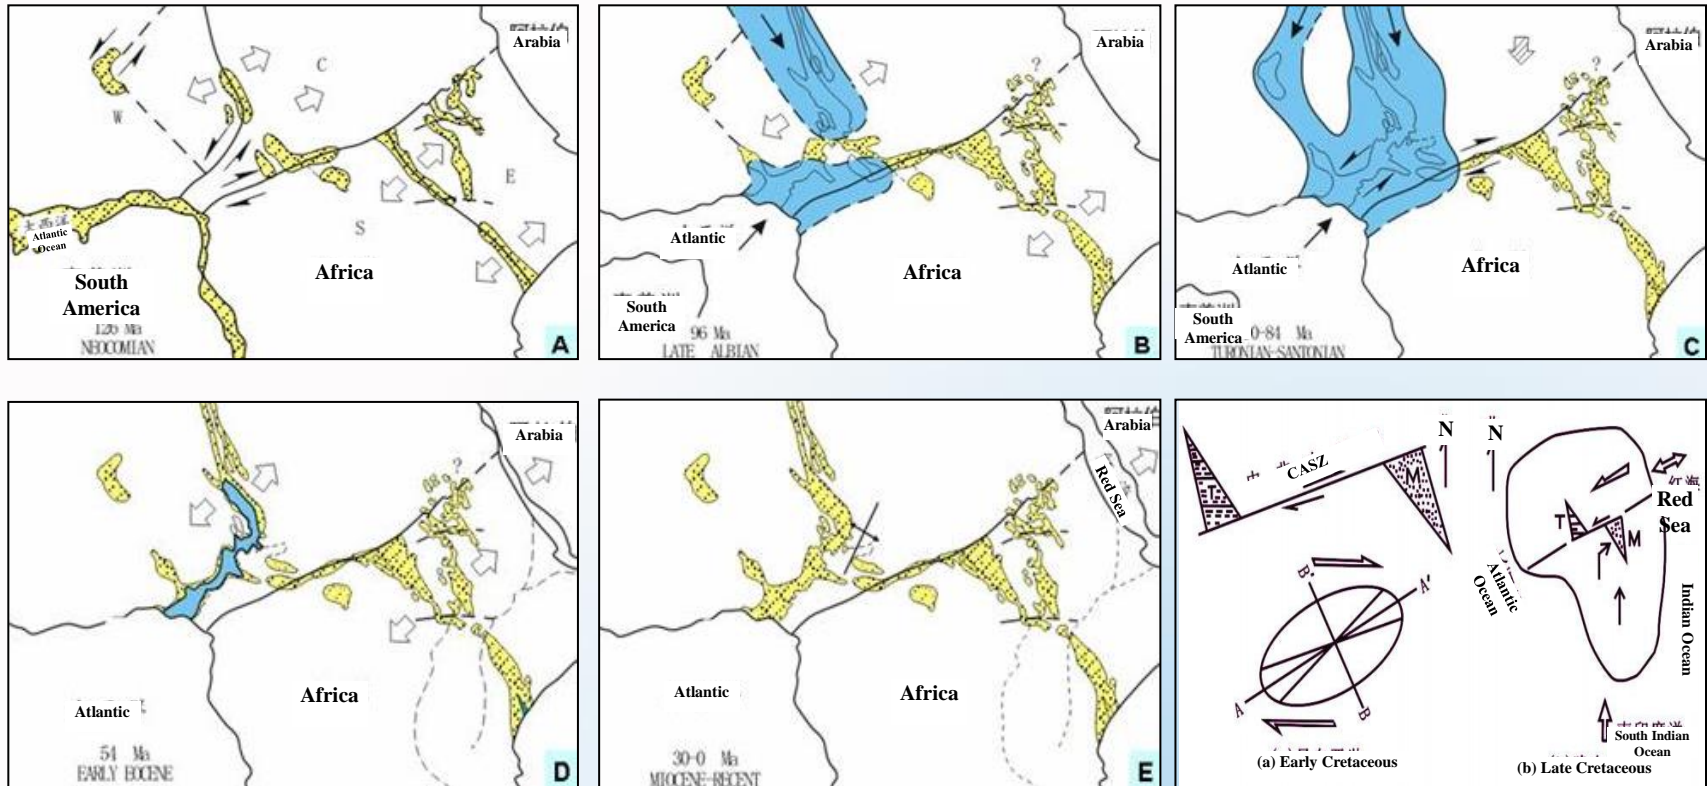 Arabia
C
W
E
S
Atlantic
Ocean
Africa
South
America
126 Ma
NEOCOMIAN
A
Arabia
?
Atlantic
Africa
South
America
96 Ma
LATE ALBIAN
B
Arabia
?
Atlantic
Africa
South
America
0-84 Ma
TURONIAN-SANTONIAN
C
Arabia
?
Africa
Atlantic
54 Ma
EARLY EOCENE
D
Arabia
Red Sea
?
Atlantic
Africa
30-0 Ma
MIOCENE-RECENT
E
CASZ
N
T
M
B'
A'
A
B
(a) Early Cretaceous
N
红海
Red
Sea
T
M
Atlantic
Ocean
Indian Ocean
South Indian
Ocean
(b) Late Cretaceous